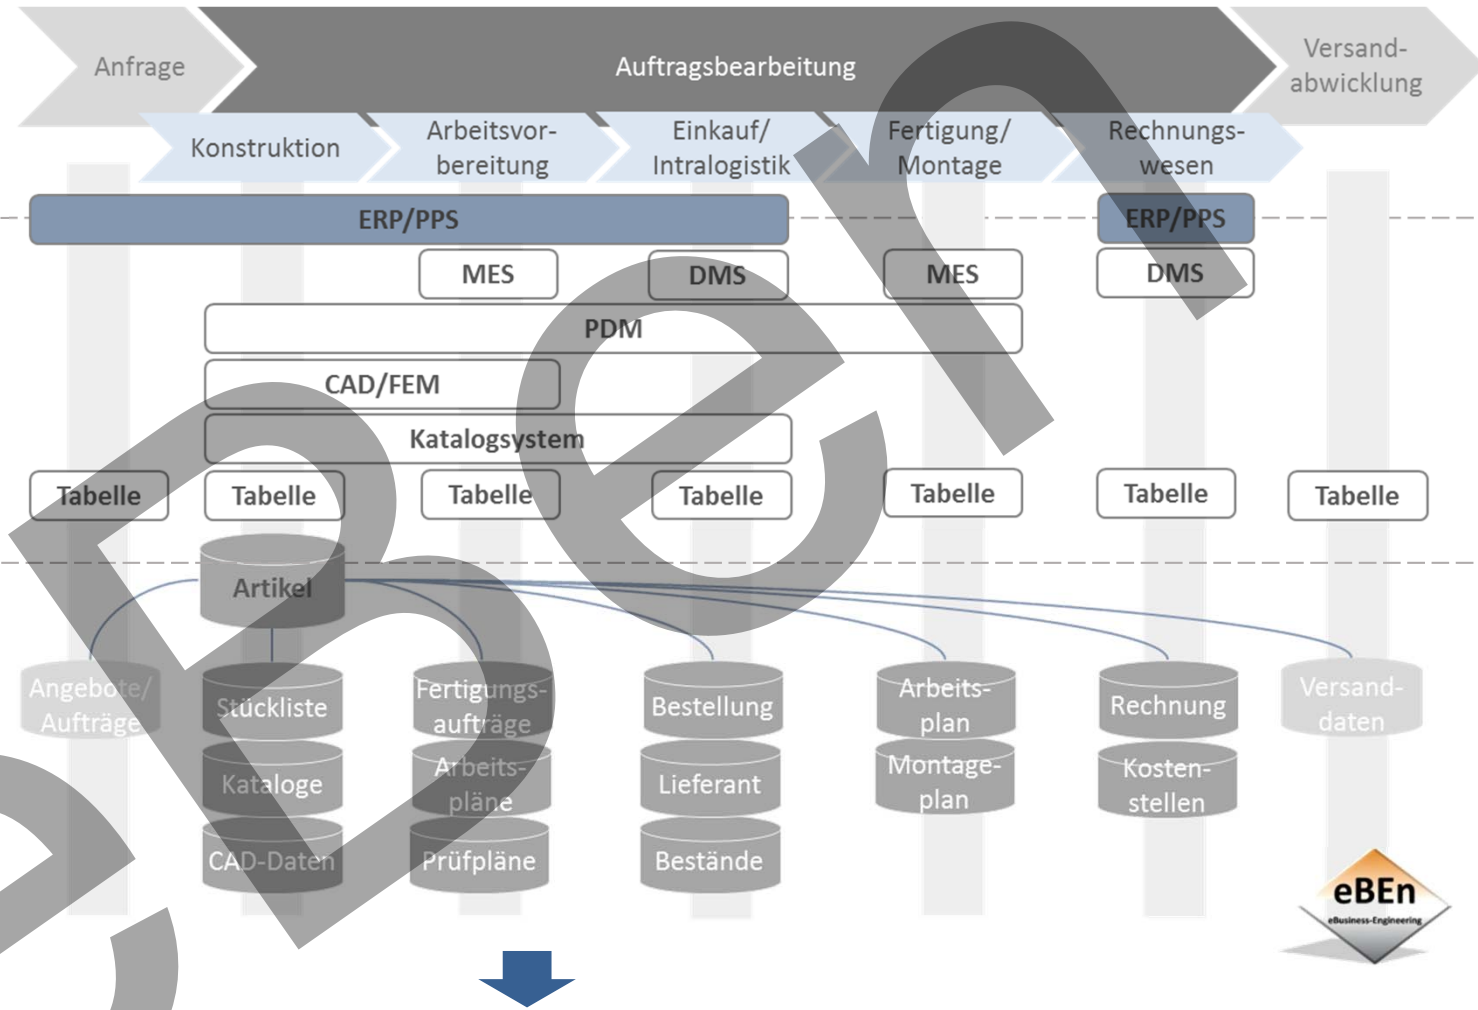 Anfrage
Auftragsbearbeitung
Versand-
abwicklung
Konstruktion
Arbeitsvor-
bereitung
Einkauf/
Intralogistik
Fertigung/
Montage
Rechnungs-
wesen
ERP/PPS
ERP/PPS
MES
DMS
MES
DMS
PDM
CAD/FEM
Katalogsystem
Tabelle
Tabelle
Tabelle
Tabelle
Tabelle
Tabelle
Tabelle
Artikel
Angebote/
Aufträge
Stückliste
Fertigungs-
aufträge
Bestellung
Arbeits-
plan
Rechnung
Versand-
daten
Kataloge
Arbeits-
pläne
Lieferant
Montage-
plan
Kosten-
stellen
CAD-Daten
Prüfpläne
Bestände
eBEn
eBusiness-Engineering
eBEn